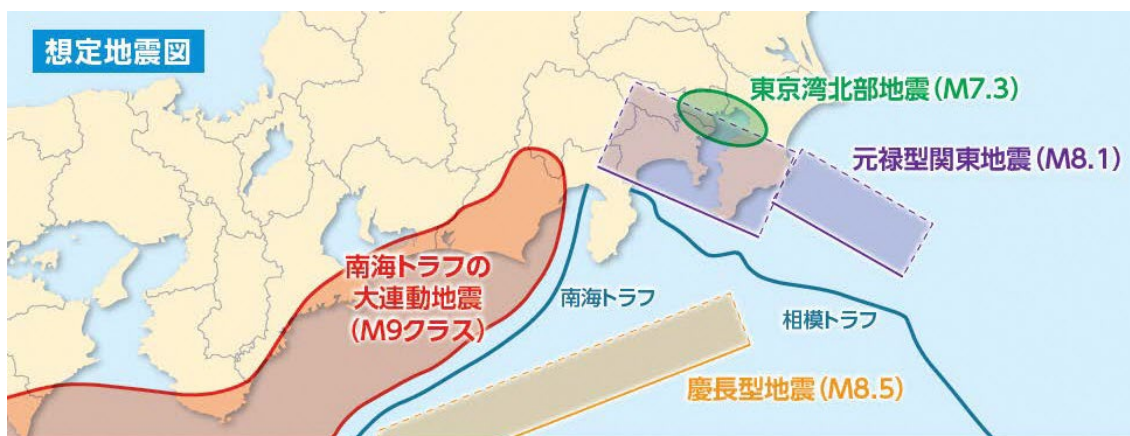 想定地震図
東京湾北部地震(M7.3)
元禄型関東地震(M8.1)
南海トラフの
大連動地震
(M9クラス)
南海トラフ
相模トラフ
慶長型地震(M8.5)